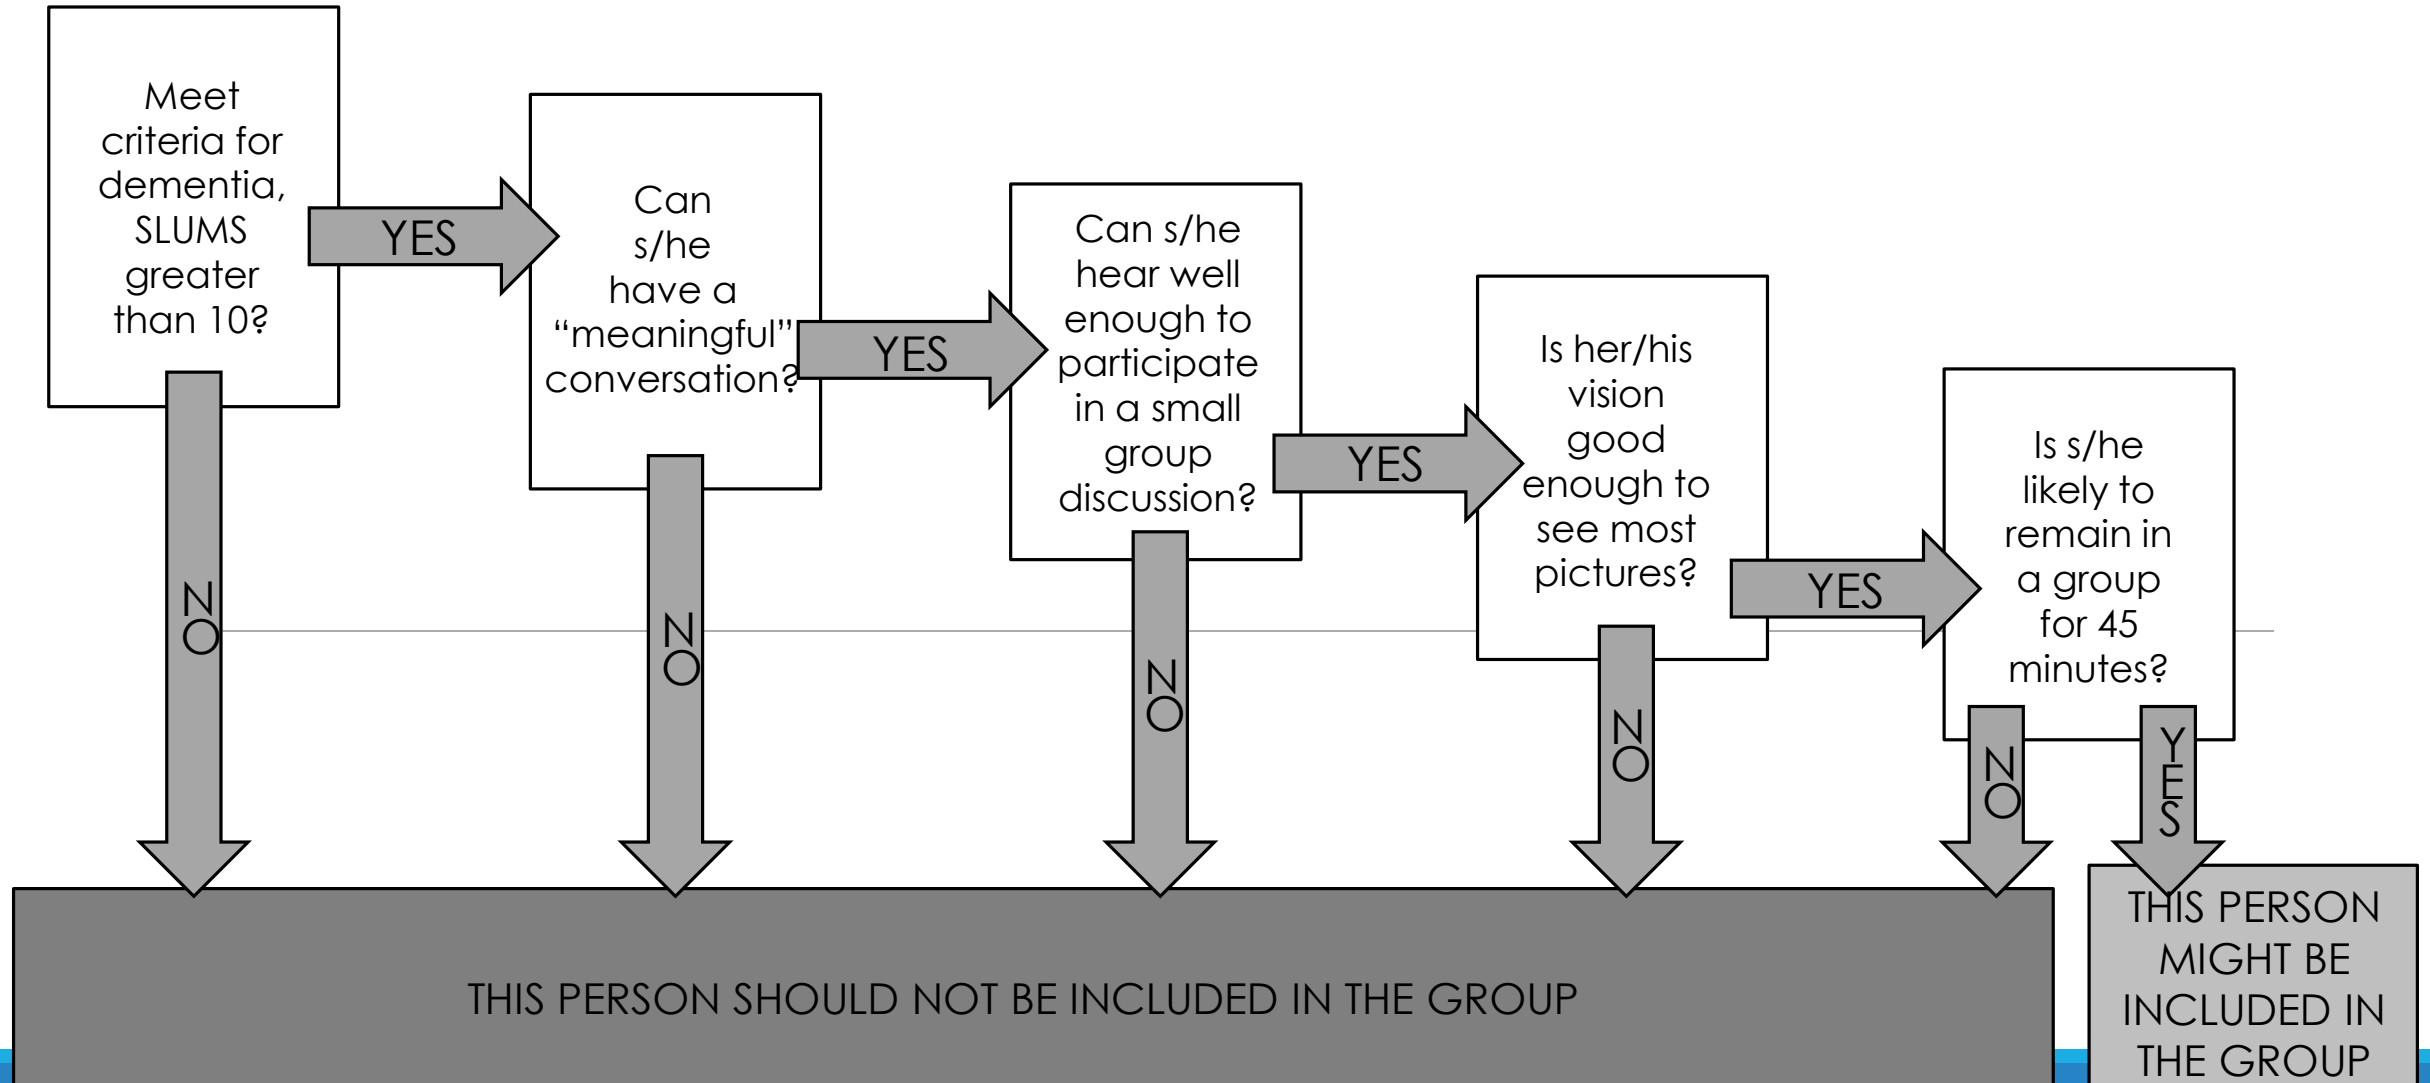 Meet
criteria for
dementia,
SLUMS
greater
than 10?
YES
NO
Can
s/he
have a
“meaningful”
conversation?
YES
NO
Can s/he
hear well
enough to
participate
in a small
group
discussion?
YES
NO
Is her/his
vision
good
enough to
see most
pictures?
YES
NO
Is s/he
likely to
remain in
a group
for 45
minutes?
NO
YES
THIS PERSON SHOULD NOT BE INCLUDED IN THE GROUP
THIS PERSON
MIGHT BE
INCLUDED IN
THE GROUP